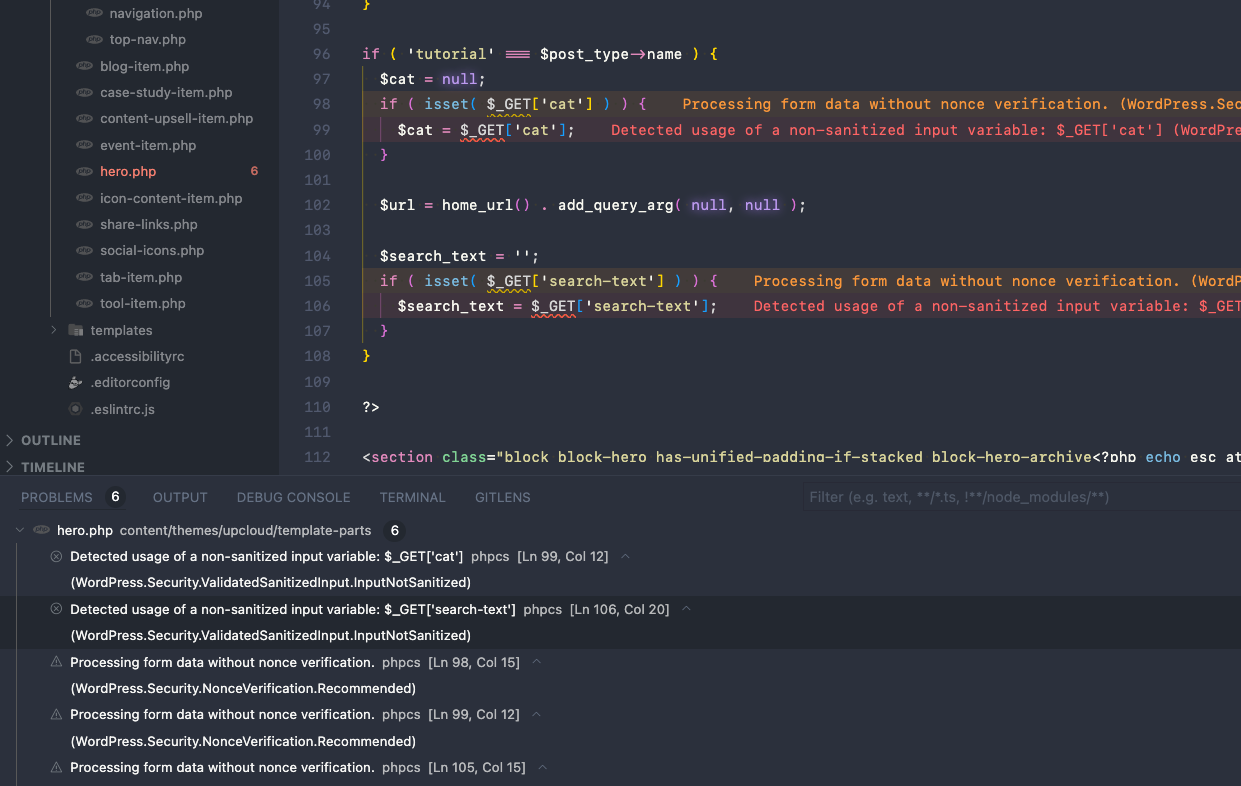 navigation.php
top-nav.php
blog-item.php
case-study-item.php
content-upsell-item.php
event-item.php
hero.php 6
icon-content-item.php
share-links.php
social-icons.php
tab-item.php
tool-item.php
templates
.accessibilityrc
.editorconfig
.eslintrc.js
OUTLINE
TIMELINE
94 }
95
96 if ( 'tutorial' === $post_type->name ) {
97 $cat = null;
98 if ( isset( $_GET['cat'] ) ) { Processing form data without nonce verification. (WordPress.Sec
99 $cat = $_GET['cat']; Detected usage of a non-sanitized input variable: $_GET['cat'] (WordPre
100 }
101
102 $url = home_url() . add_query_arg( null, null );
103
104 $search_text = '';
105 if ( isset( $_GET['search-text'] ) ) { Processing form data without nonce verification. (WordP
106 $search_text = $_GET['search-text']; Detected usage of a non-sanitized input variable: $_GET
107 }
108 }
109
110 ?>
111
112 <section class="block block-hero has-unified-padding-if-stacked block-hero-archive<?php echo esc_at
PROBLEMS 6 OUTPUT DEBUG CONSOLE TERMINAL GITLENS Filter (e.g. text, **/*.ts, !**/node_modules/**)
hero.php content/themes/upcloud/template-parts 6
Detected usage of a non-sanitized input variable: $_GET['cat'] phpcs [Ln 99, Col 12]
(WordPress.Security.ValidatedSanitizedInput.InputNotSanitized)
Detected usage of a non-sanitized input variable: $_GET['search-text'] phpcs [Ln 106, Col 20]
(WordPress.Security.ValidatedSanitizedInput.InputNotSanitized)
Processing form data without nonce verification. phpcs [Ln 98, Col 15]
(WordPress.Security.NonceVerification.Recommended)
Processing form data without nonce verification. phpcs [Ln 99, Col 12]
(WordPress.Security.NonceVerification.Recommended)
Processing form data without nonce verification. phpcs [Ln 105, Col 15]